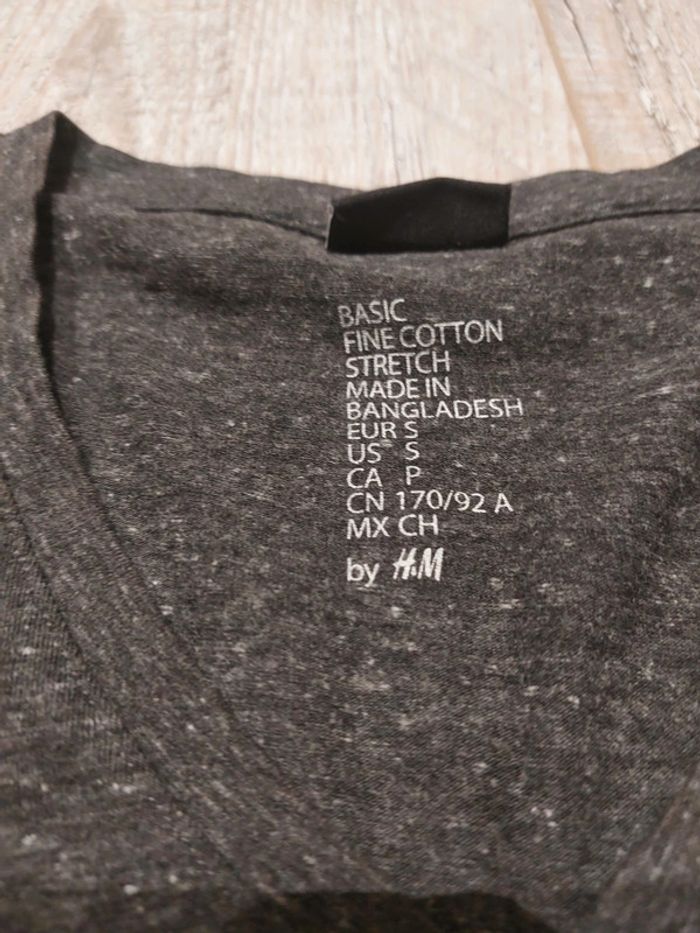 BASIC
FINE COTTON
STRETCH
MADE IN
BANGLADESH
EUR S
US S
CA P
CN 170/92 A
MX CH
by H&M